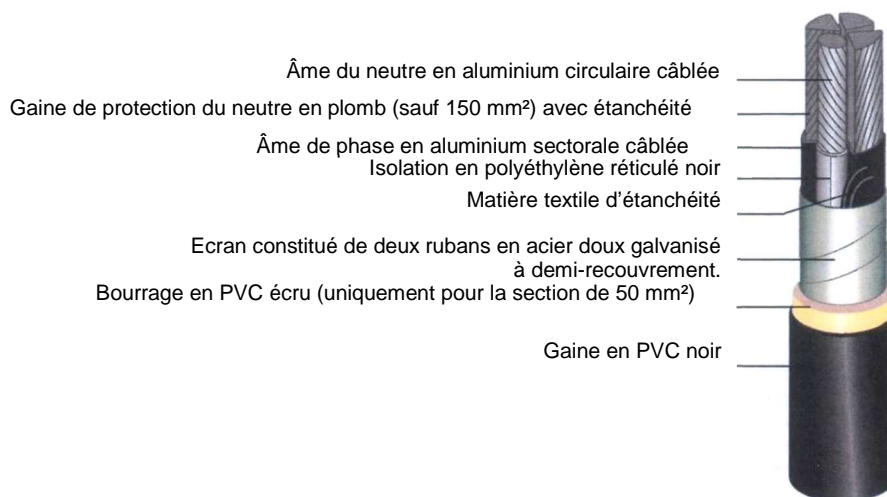 Âme du neutre en aluminium circulaire câblée
Gaine de protection du neutre en plomb (sauf 150 mm²) avec étanchéité
Âme de phase en aluminium sectorale câblée
Isolation en polyéthylène réticulé noir
Matière textile d’étanchéité
Ecran constitué de deux rubans en acier doux galvanisé
à demi-recouvrement.
Bourrage en PVC écru (uniquement pour la section de 50 mm²)
Gaine en PVC noir